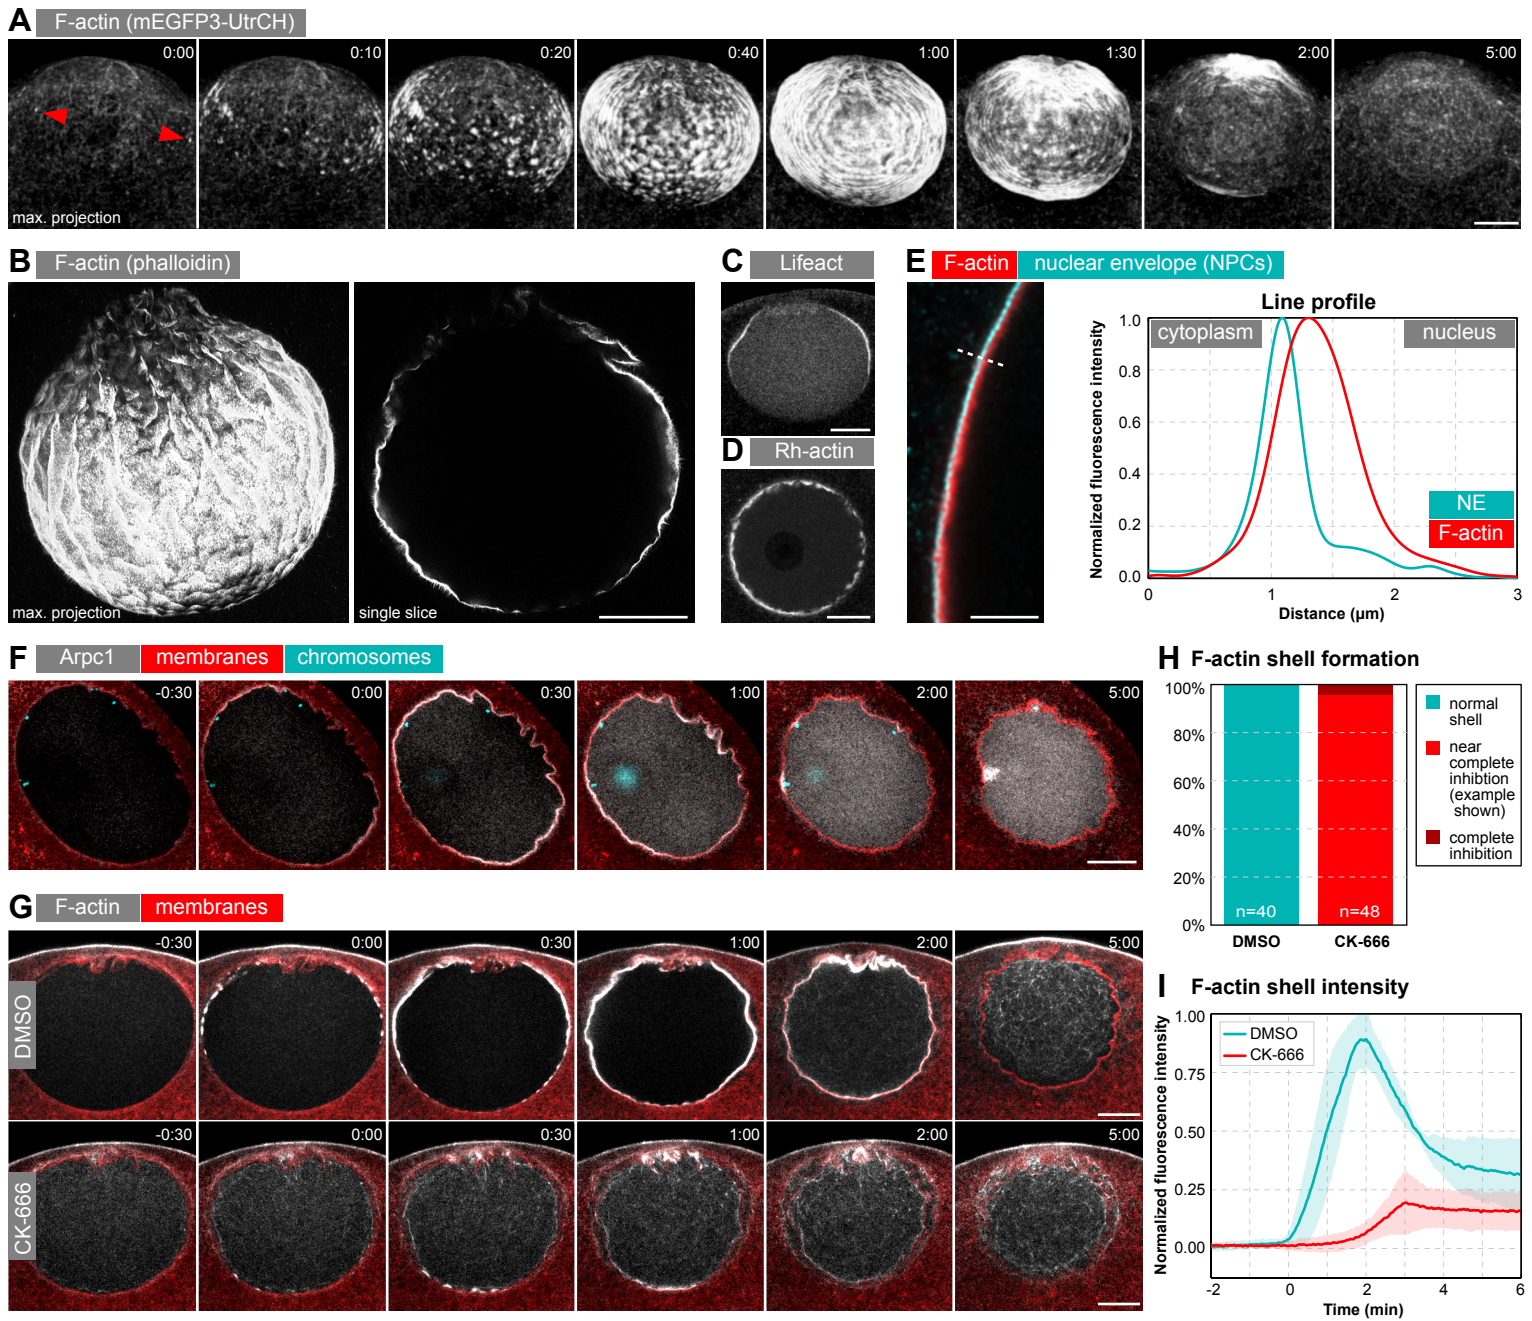 A F-actin (mEGFP3-UtrCH)
0:00 0:10 0:20 0:40 1:00 1:30 2:00 5:00
max. projection
B F-actin (phalloidin)
max. projection
single slice
C Lifeact
D Rh-actin
E F-actin nuclear envelope (NPCs)
Line profile
cytoplasm nucleus
Normalized fluorescence intensity
1.0
0.8
0.6
0.4
0.2
0.0
NE
F-actin
0 1 2 3
Distance (µm)
F Arpc1 membranes chromosomes
-0:30 0:00 0:30 1:00 2:00 5:00
G F-actin membranes
DMSO
-0:30 0:00 0:30 1:00 2:00 5:00
CK-666
-0:30 0:00 0:30 1:00 2:00 5:00
H F-actin shell formation
100%
80%
60%
40%
20%
0%
n=40 n=48
DMSO CK-666
normal
shell
near
complete
inhibtion
(example
shown)
complete
inhibition
I F-actin shell intensity
Normalized fluorescence intensity
1.00
0.75
0.50
0.25
0.00
DMSO
CK-666
-2 0 2 4 6
Time (min)